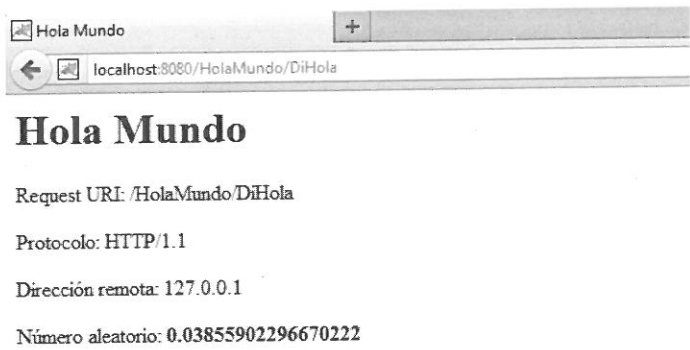 Hola Mundo
+
localhost:8080/HolaMundo/DiHola
Hola Mundo
Request URI: /HolaMundo/DiHola
Protocolo: HTTP/1.1
Dirección remota: 127.0.0.1
Número aleatorio: 0.03855902296670222